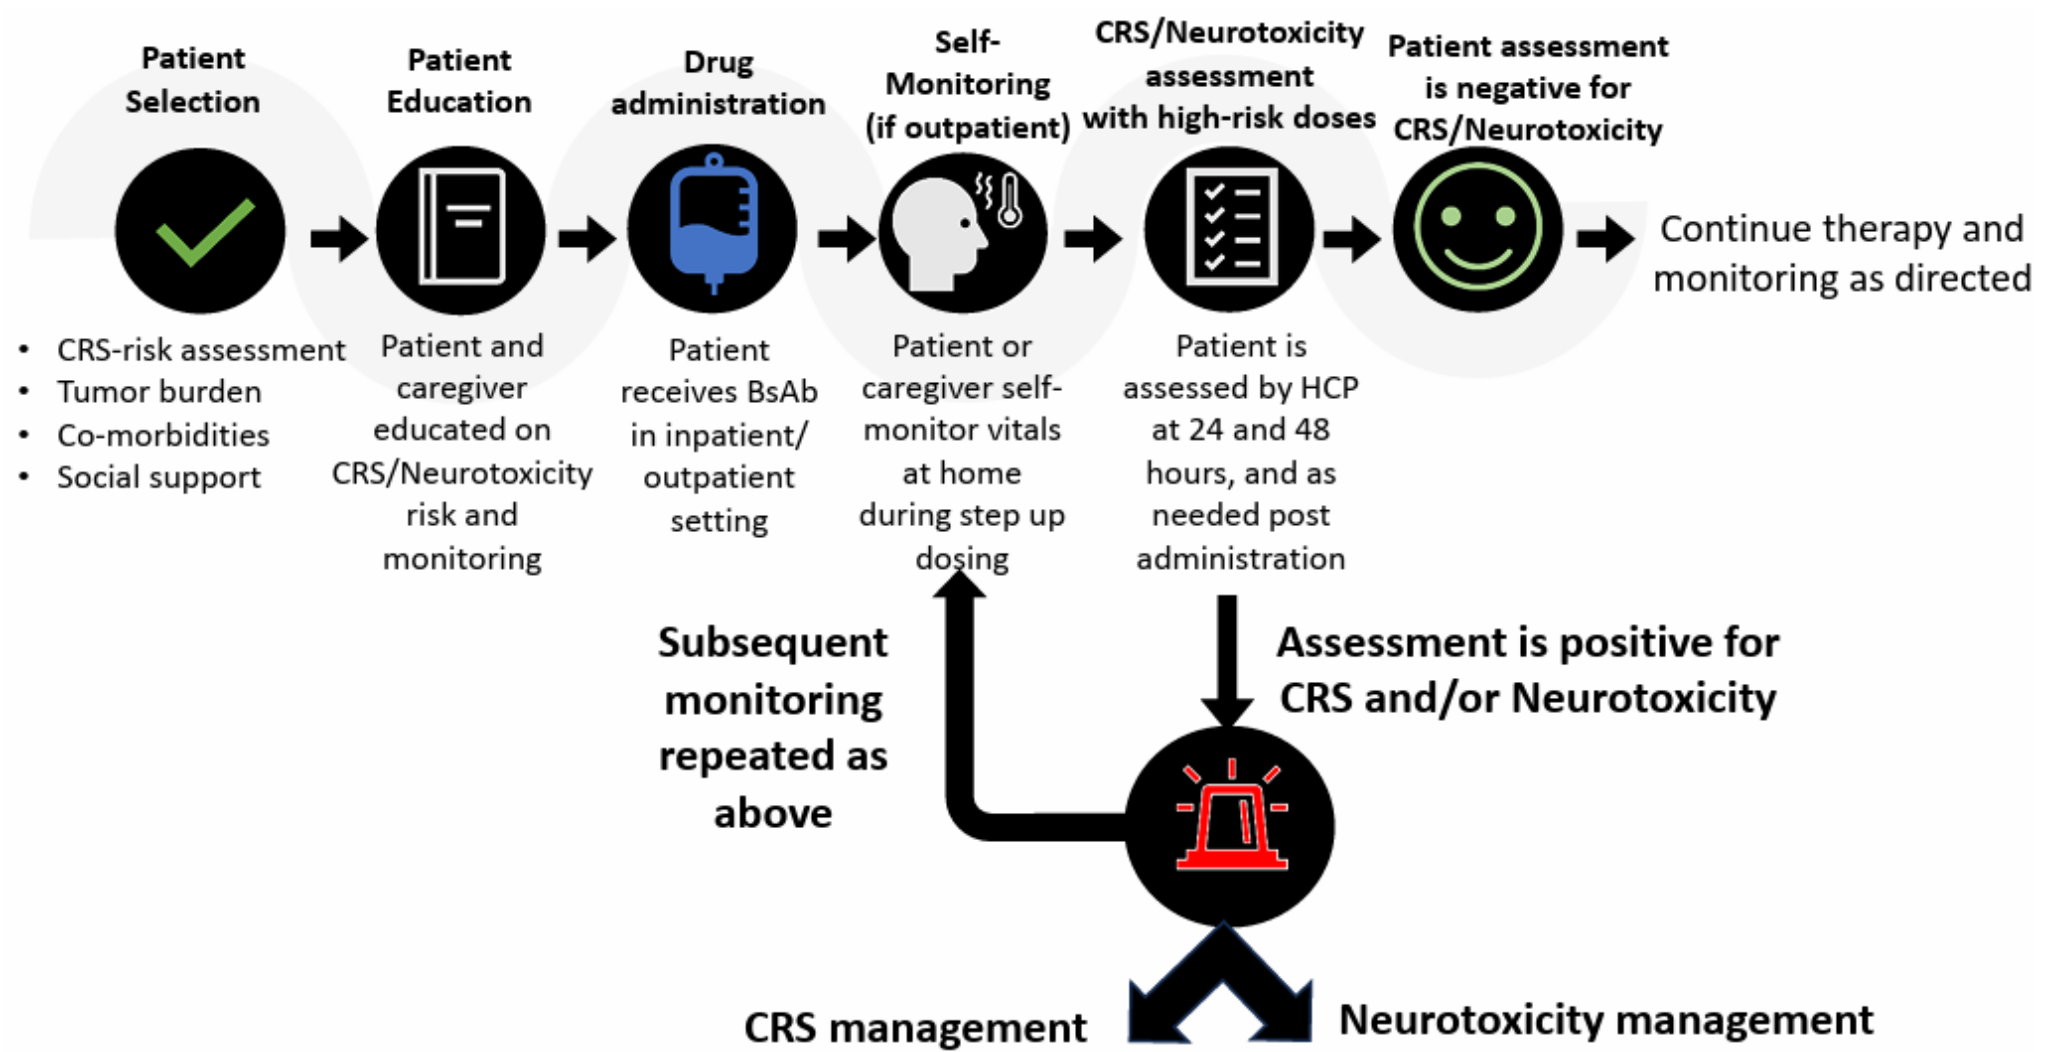 Patient
Selection
• CRS-risk assessment
• Tumor burden
• Co-morbidities
• Social support
Patient
Education
Patient and
caregiver
educated on
CRS/Neurotoxicity
risk and
monitoring
Drug
administration
Patient
receives BsAb
in inpatient/
outpatient
setting
Self-
Monitoring
(if outpatient)
Patient or
caregiver self-
monitor vitals
at home
during step up
dosing
CRS/Neurotoxicity
assessment
with high-risk doses
Patient is
assessed by HCP
at 24 and 48
hours, and as
needed post
administration
Patient assessment
is negative for
CRS/Neurotoxicity
Continue therapy and
monitoring as directed
Subsequent
monitoring
repeated as
above
Assessment is positive for
CRS and/or Neurotoxicity
CRS management
Neurotoxicity management